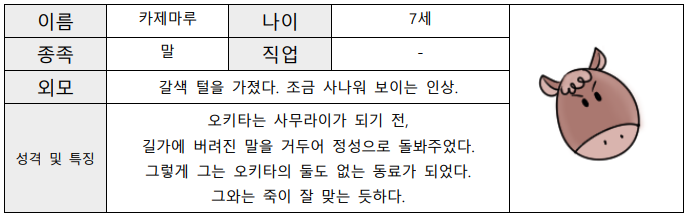 이름 카제마루 나이 7세
종족 말 직업 -
외모 갈색 털을 가졌다. 조금 사나워 보이는 인상.
성격 및 특징
오키타는 사무라이가 되기 전,
길가에 버려진 말을 거두어 정성으로 돌봐주었다.
그렇게 그는 오키타의 둘도 없는 동료가 되었다.
그와는 죽이 잘 맞는 듯하다.